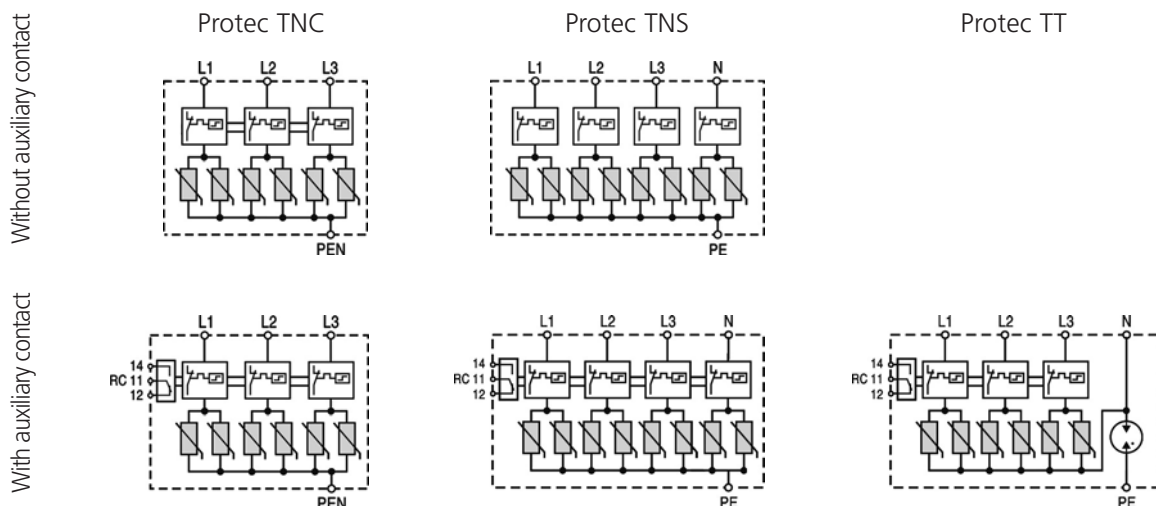 Protec TNC
Protec TNS
Protec TT
Without auxiliary contact
L1 L2 L3
PEN
L1 L2 L3 N
PE
With auxiliary contact
L1 L2 L3
14
RC 11
12
PEN
L1 L2 L3 N
14
RC 11
12
PE
L1 L2 L3 N
14
RC 11
12
PE